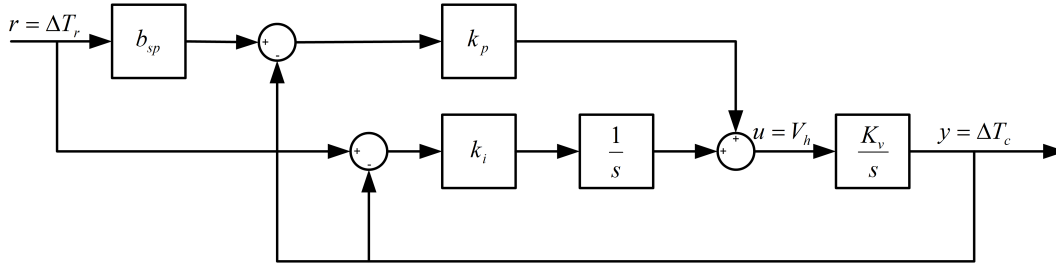 r = ΔT_r
b_sp
+
-
k_p
+
-
k_i
1/s
+
+
u = V_h
K_v/s
y = ΔT_c